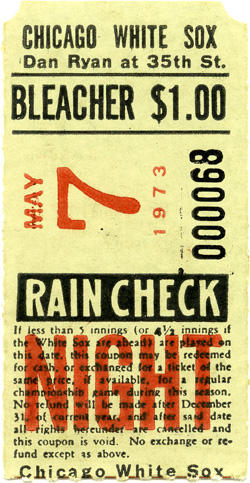 CHICAGO WHITE SOX
Dan Ryan at 35th St.
BLEACHER $1.00
MAY
7
1973
000068
RAIN CHECK
If less than 5 innings (or 4½ innings if
the White Sox are ahead) are played on
this date, this coupon may be redeemed
for cash, or exchanged for a ticket of the
same price, if available, for a regular
championship game during this season.
No refund will be made after December
31, of current year, and after said date
all rights hereunder cancelled and
this coupon is void. No exchange or re-
fund except as above.
NIGHT
Chicago White Sox